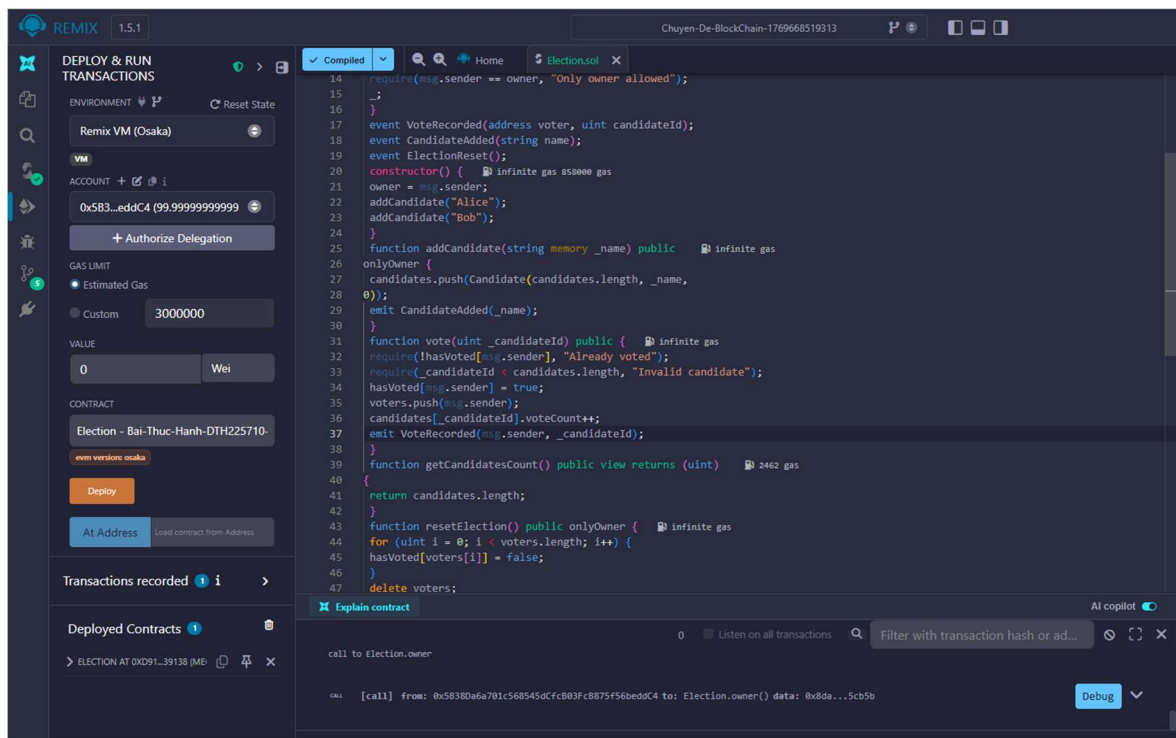 REMIX 1.5.1
Chuyen-De-BlockChain-1769668519313
DEPLOY & RUN
TRANSACTIONS
ENVIRONMENT
Reset State
Remix VM (Osaka)
VM
ACCOUNT
0x5B3...eddC4 (99.99999999999
+ Authorize Delegation
GAS LIMIT
Estimated Gas
Custom 3000000
VALUE
0 Wei
CONTRACT
Election - Bai-Thuc-Hanh-DTH225710-
evm version: osaka
Deploy
At Address Load contract from Address
Transactions recorded 1 i
Deployed Contracts 1
ELECTION AT 0XD91...39138 (ME
5
Compiled
Home
Election.sol
14 require(msg.sender == owner, "Only owner allowed");
15 _;
16 }
17 event VoteRecorded(address voter, uint candidateId);
18 event CandidateAdded(string name);
19 event ElectionReset();
20 constructor() { infinite gas 858000 gas
21 owner = msg.sender;
22 addCandidate("Alice");
23 addCandidate("Bob");
24 }
25 function addCandidate(string memory _name) public infinite gas
26 onlyOwner {
27 candidates.push(Candidate(candidates.length, _name,
28 0));
29 emit CandidateAdded(_name);
30 }
31 function vote(uint _candidateId) public { infinite gas
32 require(!hasVoted[msg.sender], "Already voted");
33 require(_candidateId < candidates.length, "Invalid candidate");
34 hasVoted[msg.sender] = true;
35 voters.push(msg.sender);
36 candidates[_candidateId].voteCount++;
37 emit VoteRecorded(msg.sender, _candidateId);
38 }
39 function getCandidatesCount() public view returns (uint) 2462 gas
40 {
41 return candidates.length;
42 }
43 function resetElection() public onlyOwner { infinite gas
44 for (uint i = 0; i < voters.length; i++) {
45 hasVoted[voters[i]] = false;
46 }
47 delete voters;
Explain contract
AI copilot
0 Listen on all transactions Filter with transaction hash or ad...
call to Election.owner
CALL [call] from: 0x5B38Da6a701c568545dCfcB03FcB875f56beddC4 to: Election.owner() data: 0x8da...5cb5b
Debug